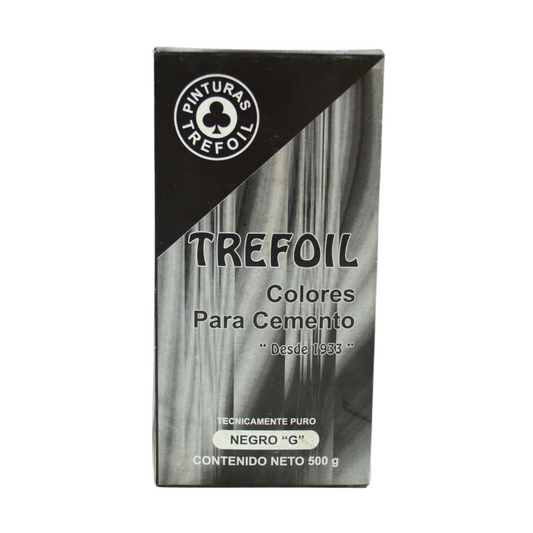 PINTURAS
TREFOIL
TREFOIL
Colores
Para Cemento
" Desde 1933 "
TECNICAMENTE PURO
NEGRO “G”
CONTENIDO NETO 500 g